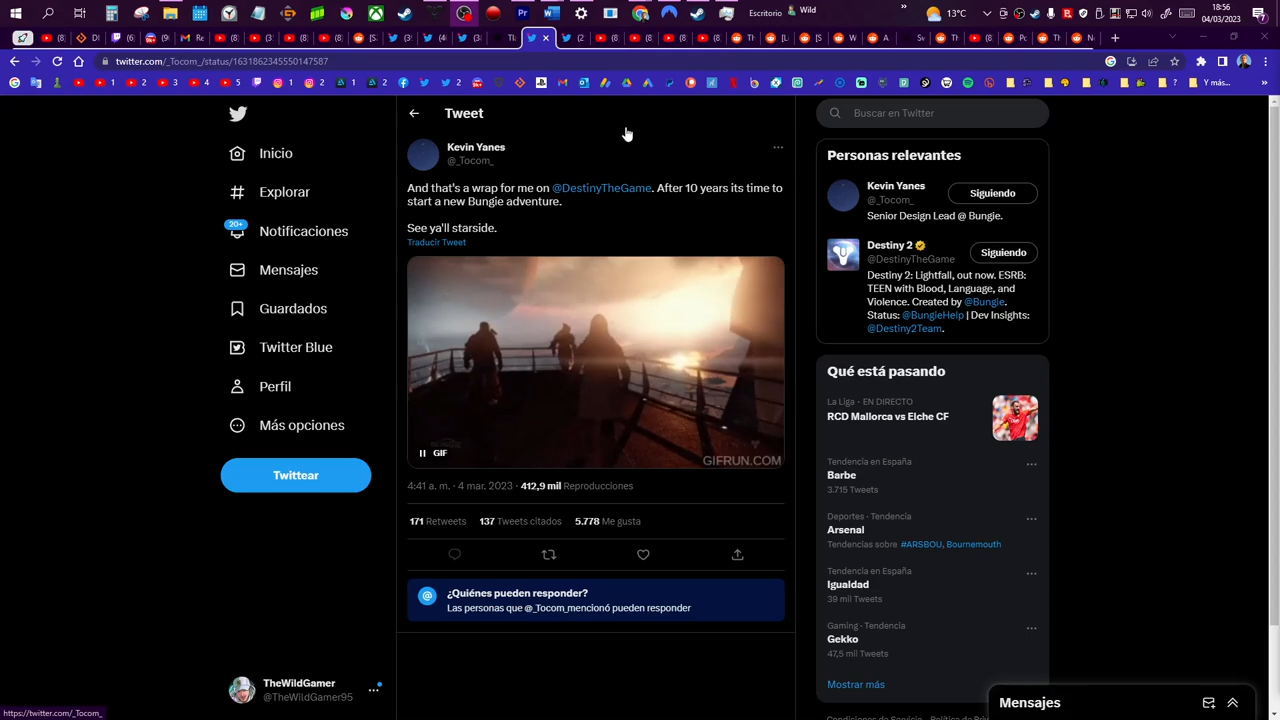 Escritorio
Wild
13°C
18:56
04/03/2023
twitter.com/_Tocom_/status/1631862345550147587
Y más...
Inicio
Explorar
20+
Notificaciones
Mensajes
Guardados
Twitter Blue
Perfil
Más opciones
Twittear
TheWildGamer
@TheWildGamer95
https://twitter.com/_Tocom_
Tweet
Kevin Yanes
@_Tocom_
And that's a wrap for me on @DestinyTheGame. After 10 years its time to
start a new Bungie adventure.
See ya'll starside.
Traducir Tweet
GIF
GIFRUN.COM
4:41 a. m. · 4 mar. 2023 · 412,9 mil Reproducciones
171 Retweets 137 Tweets citados 5.778 Me gusta
¿Quiénes pueden responder?
Las personas que @_Tocom_mencionó pueden responder
Buscar en Twitter
Personas relevantes
Kevin Yanes
@_Tocom_
Siguiendo
Senior Design Lead @ Bungie.
Destiny 2
@DestinyTheGame
Siguiendo
Destiny 2: Lightfall, out now. ESRB:
TEEN with Blood, Language, and
Violence. Created by @Bungie.
Status: @BungieHelp | Dev Insights:
@Destiny2Team.
Qué está pasando
La Liga · EN DIRECTO
RCD Mallorca vs Elche CF
Tendencia en España
Barbe
3.715 Tweets
Deportes · Tendencia
Arsenal
Tendencias sobre #ARSBOU, Bournemouth
Tendencia en España
Igualdad
39 mil Tweets
Gaming · Tendencia
Gekko
47,5 mil Tweets
Mostrar más
Mensajes